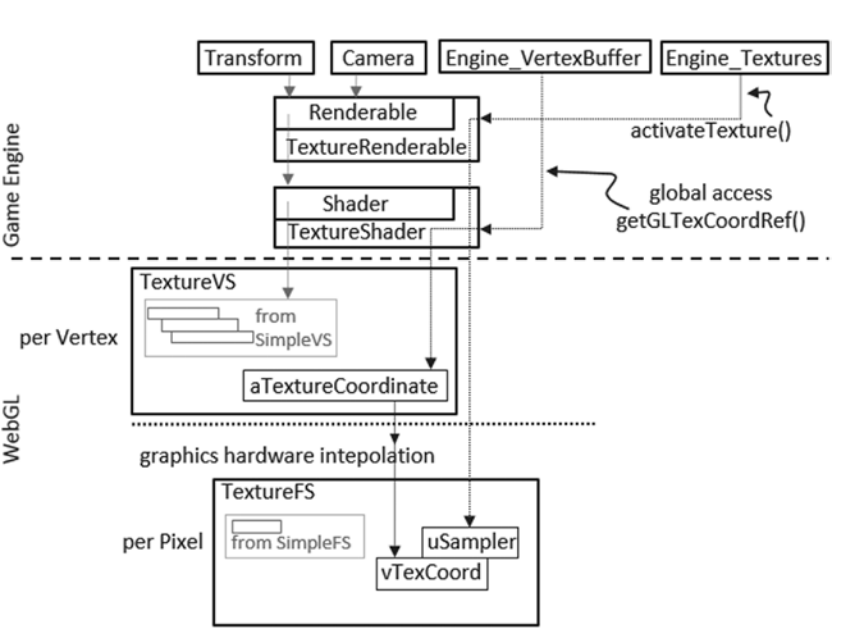 Transform
Camera
Engine_VertexBuffer
Engine_Textures
Renderable
TextureRenderable
activateTexture()
Game Engine
Shader
TextureShader
global access
getGLTexCoordRef()
TextureVS
from
SimpleVS
per Vertex
aTextureCoordinate
WebGL
graphics hardware intepolation
TextureFS
from SimpleFS
per Pixel
uSampler
vTexCoord